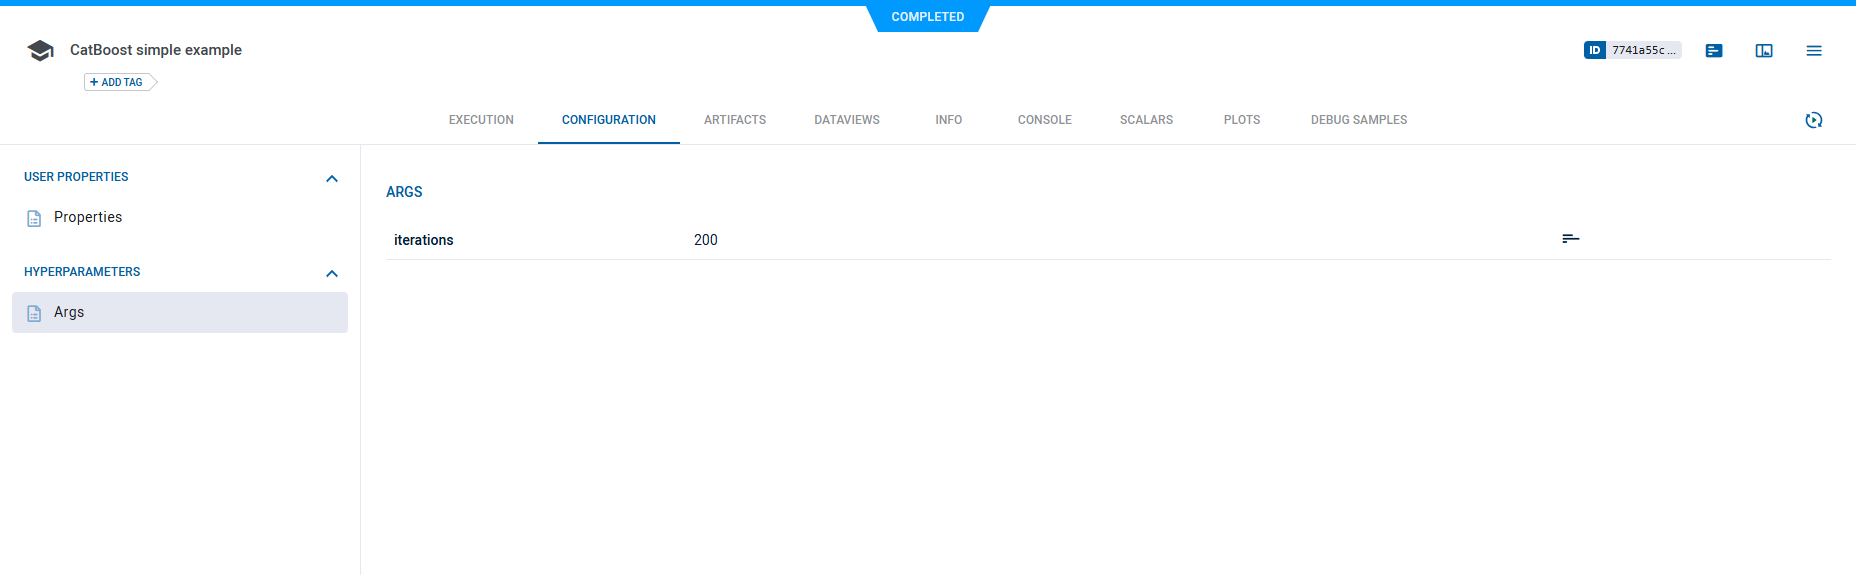 COMPLETED
CatBoost simple example
ID 7741a55c...
+ ADD TAG
EXECUTION CONFIGURATION ARTIFACTS DATAVIEWS INFO CONSOLE SCALARS PLOTS DEBUG SAMPLES
USER PROPERTIES
Properties
HYPERPARAMETERS
Args
ARGS
iterations 200